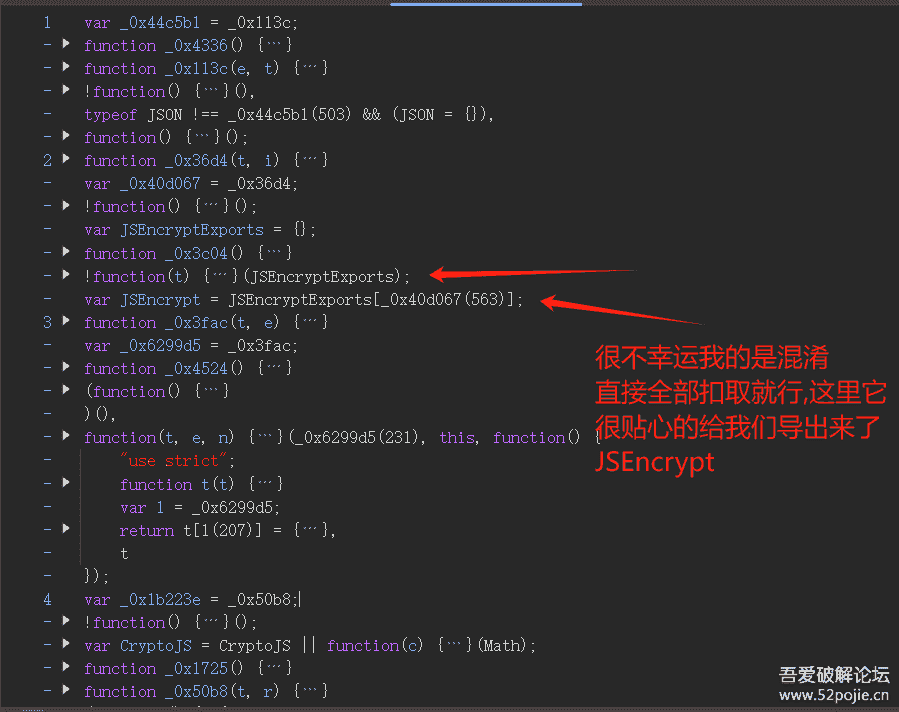 1 var _0x44c5b1 = _0x113c;
- function _0x4336() {…}
- function _0x113c(e, t) {…}
- !function() {…}(),
- typeof JSON !== _0x44c5b1(503) && (JSON = {}),
- function() {…}();
2 function _0x36d4(t, i) {…}
- var _0x40d067 = _0x36d4;
- !function() {…}();
- var JSEncryptExports = {};
- function _0x3c04() {…}
- !function(t) {…}(JSEncryptExports);
- var JSEncrypt = JSEncryptExports[_0x40d067(563)];
3 function _0x3fac(t, e) {…}
- var _0x6299d5 = _0x3fac;
- function _0x4524() {…}
- (function() {…}
- )(),
- function(t, e, n) {…}(_0x6299d5(231), this, function() {
- "use strict";
- function t(t) {…}
- var l = _0x6299d5;
- return t[l(207)] = {…},
- t
- });
4 var _0x1b223e = _0x50b8;
- !function() {…}();
- var CryptoJS = CryptoJS || function(c) {…}(Math);
- function _0x1725() {…}
- function _0x50b8(t, r) {…}
很不幸运我的是混淆
直接全部扣取就行,这里它
很贴心的给我们导出来了
JSEncrypt
吾爱破解论坛
www.52pojie.cn